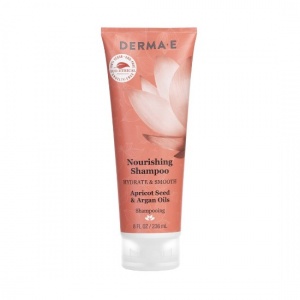 DERMA·E
Nourishing
Shampoo
HYDRATE & SMOOTH
Apricot Seed
& Argan Oils
Shampooing
8 FL OZ / 236 mL